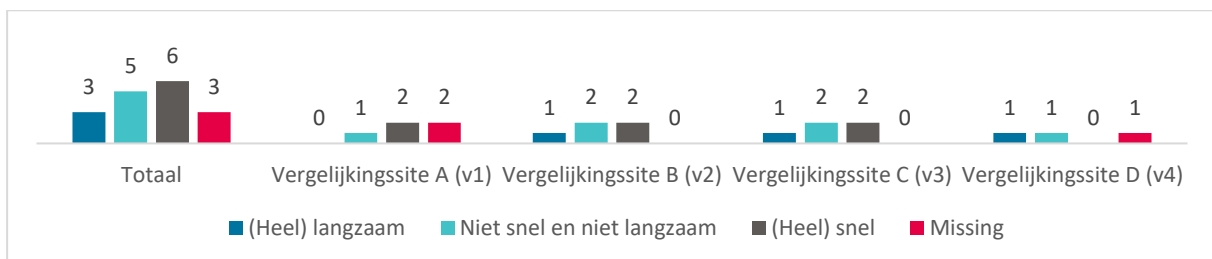 3 5 6 3
0 1 2 2
1 2 2 0
1 2 2 0
1 1 0 1
Totaal Vergelijkingssite A (v1) Vergelijkingssite B (v2) Vergelijkingssite C (v3) Vergelijkingssite D (v4)
(Heel) langzaam Niet snel en niet langzaam (Heel) snel Missing